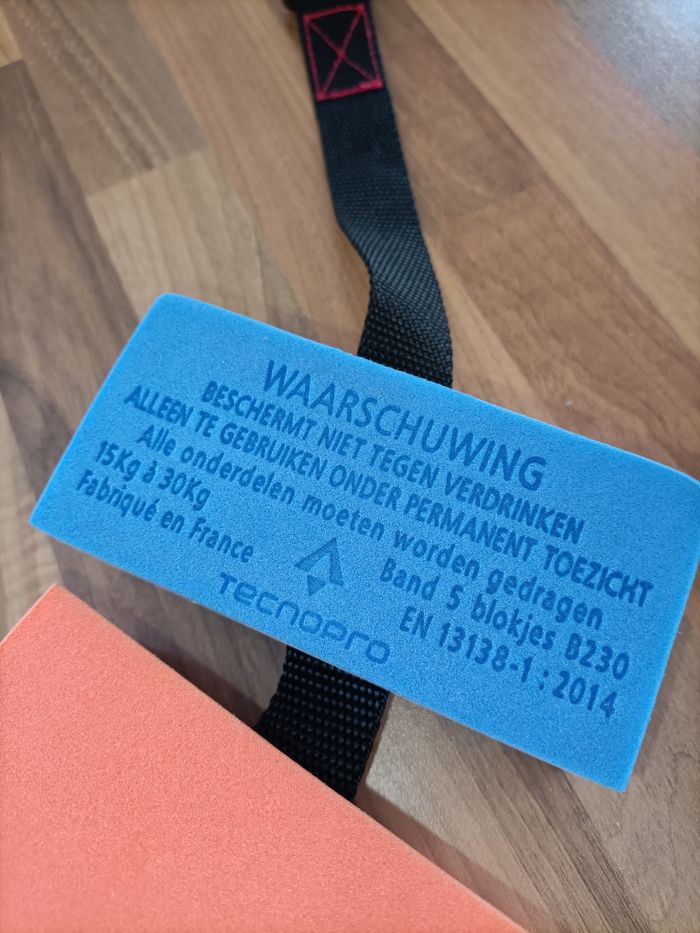 WAARSCHUWING
BESCHERMT NIET TEGEN VERDRINKEN
ALLEEN TE GEBRUIKEN ONDER PERMANENT TOEZICHT
Alle onderdelen moeten worden gedragen
15Kg à 30Kg
Band 5 blokjes B230
Fabriqué en France
EN 13138-1 : 2014
TECNOPRO